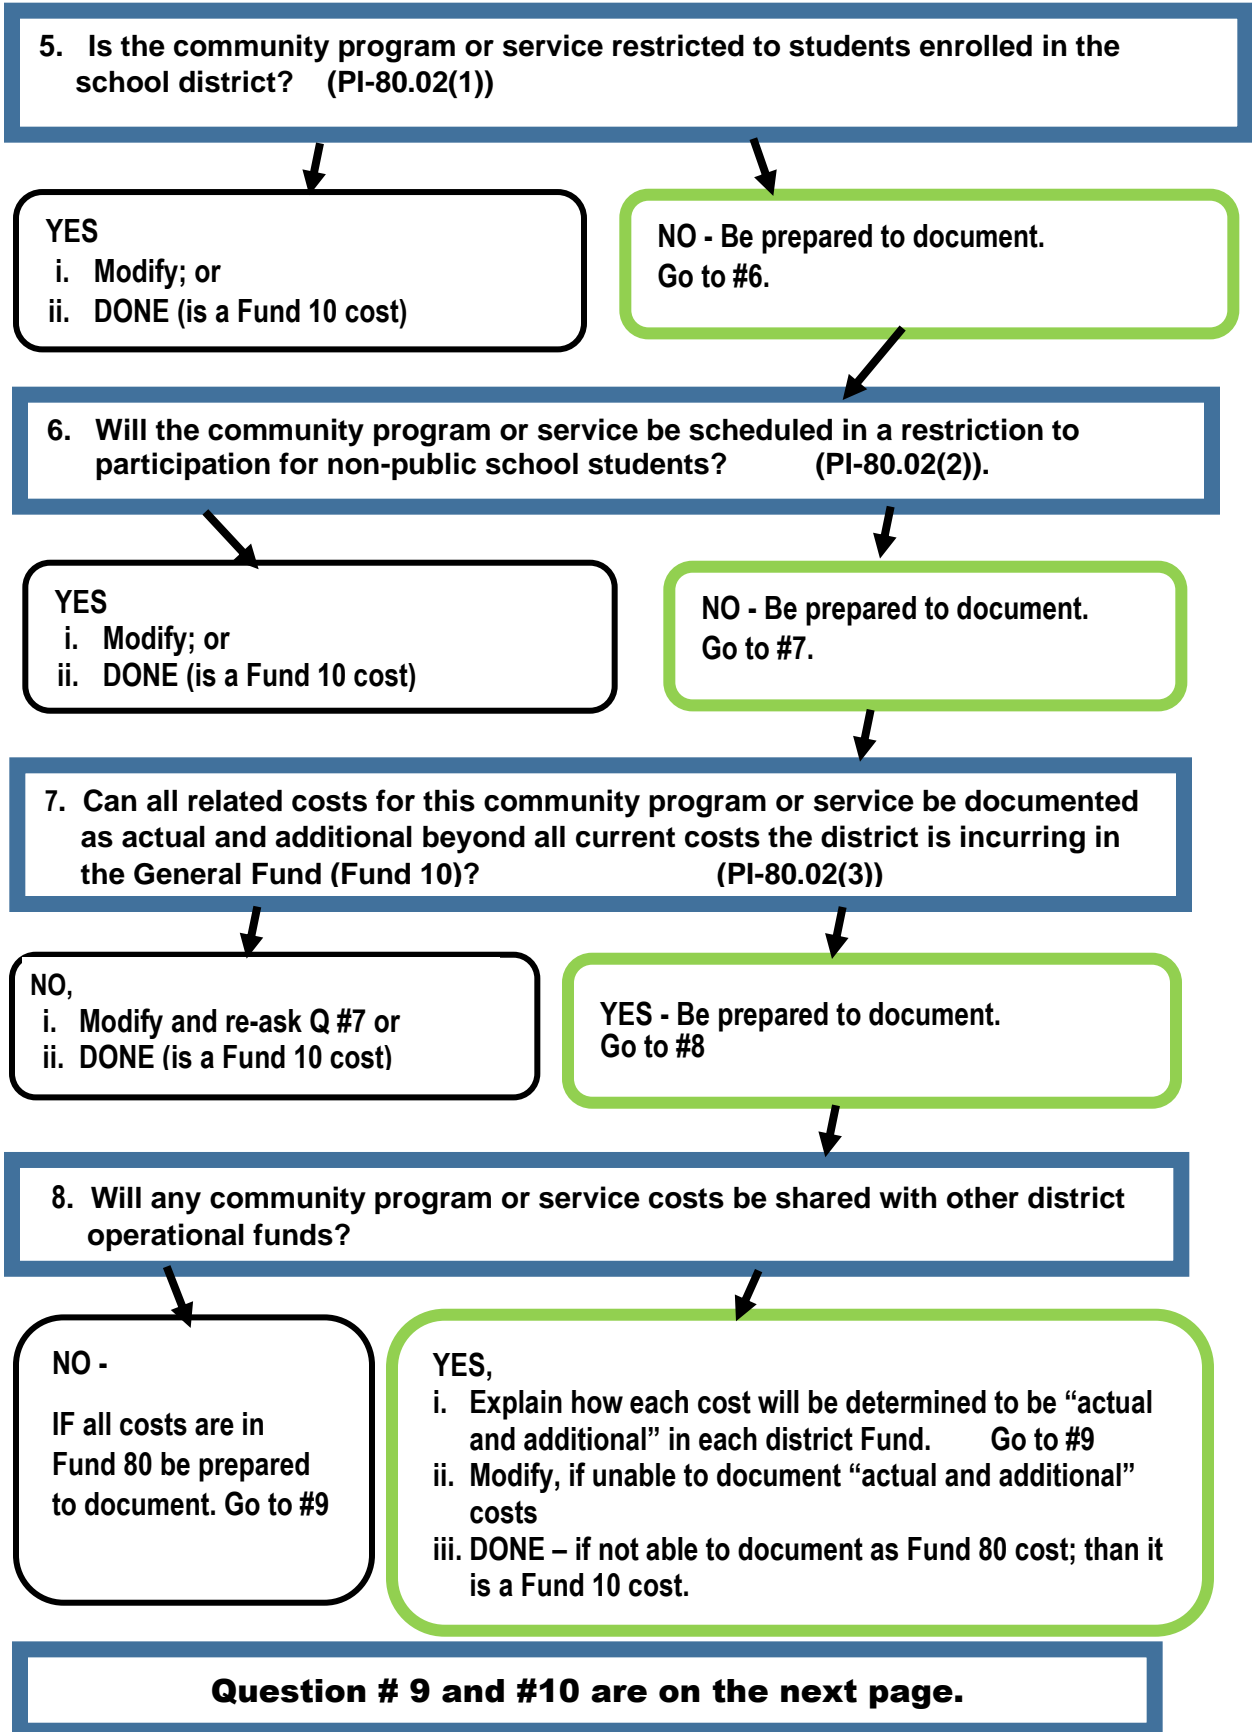 5. Is the community program or service restricted to students enrolled in the
school district? (PI-80.02(1))
YES
i. Modify; or
ii. DONE (is a Fund 10 cost)
NO - Be prepared to document.
Go to #6.
6. Will the community program or service be scheduled in a restriction to
participation for non-public school students? (PI-80.02(2)).
YES
i. Modify; or
ii. DONE (is a Fund 10 cost)
NO - Be prepared to document.
Go to #7.
7. Can all related costs for this community program or service be documented
as actual and additional beyond all current costs the district is incurring in
the General Fund (Fund 10)? (PI-80.02(3))
NO,
i. Modify and re-ask Q #7 or
ii. DONE (is a Fund 10 cost)
YES - Be prepared to document.
Go to #8
8. Will any community program or service costs be shared with other district
operational funds?
NO -
IF all costs are in
Fund 80 be prepared
to document. Go to #9
YES,
i. Explain how each cost will be determined to be “actual
and additional” in each district Fund. Go to #9
ii. Modify, if unable to document “actual and additional”
costs
iii. DONE – if not able to document as Fund 80 cost; than it
is a Fund 10 cost.
Question # 9 and #10 are on the next page.